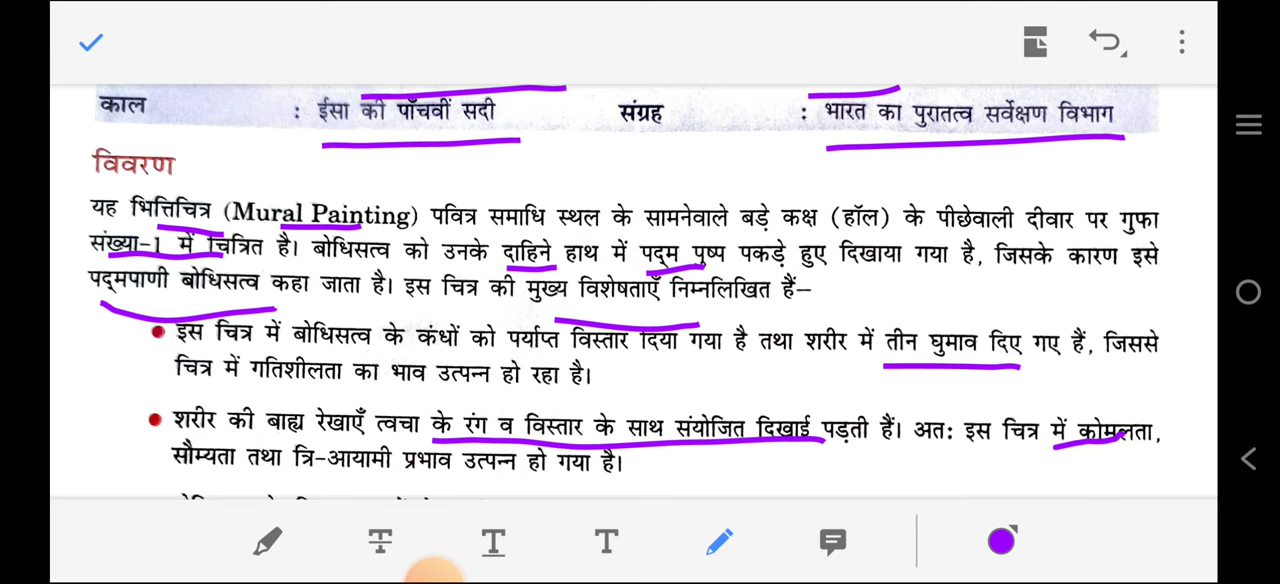 काल : ईसा की पाँचवीं सदी संग्रह : भारत का पुरातत्व सर्वेक्षण विभाग
विवरण
यह भित्तिचित्र (Mural Painting) पवित्र समाधि स्थल के सामनेवाले बड़े कक्ष (हॉल) के पीछेवाली दीवार पर गुफा
संख्या-1 में चित्रित है। बोधिसत्व को उनके दाहिने हाथ में पद्म पुष्प पकड़े हुए दिखाया गया है, जिसके कारण इसे
पद्मपाणी बोधिसत्व कहा जाता है। इस चित्र की मुख्य विशेषताएँ निम्नलिखित हैं–
इस चित्र में बोधिसत्व के कंधों को पर्याप्त विस्तार दिया गया है तथा शरीर में तीन घुमाव दिए गए हैं, जिससे
चित्र में गतिशीलता का भाव उत्पन्न हो रहा है।
शरीर की बाह्य रेखाएँ त्वचा के रंग व विस्तार के साथ संयोजित दिखाई पड़ती हैं। अतः इस चित्र में कोमलता,
सौम्यता तथा त्रि-आयामी प्रभाव उत्पन्न हो गया है।